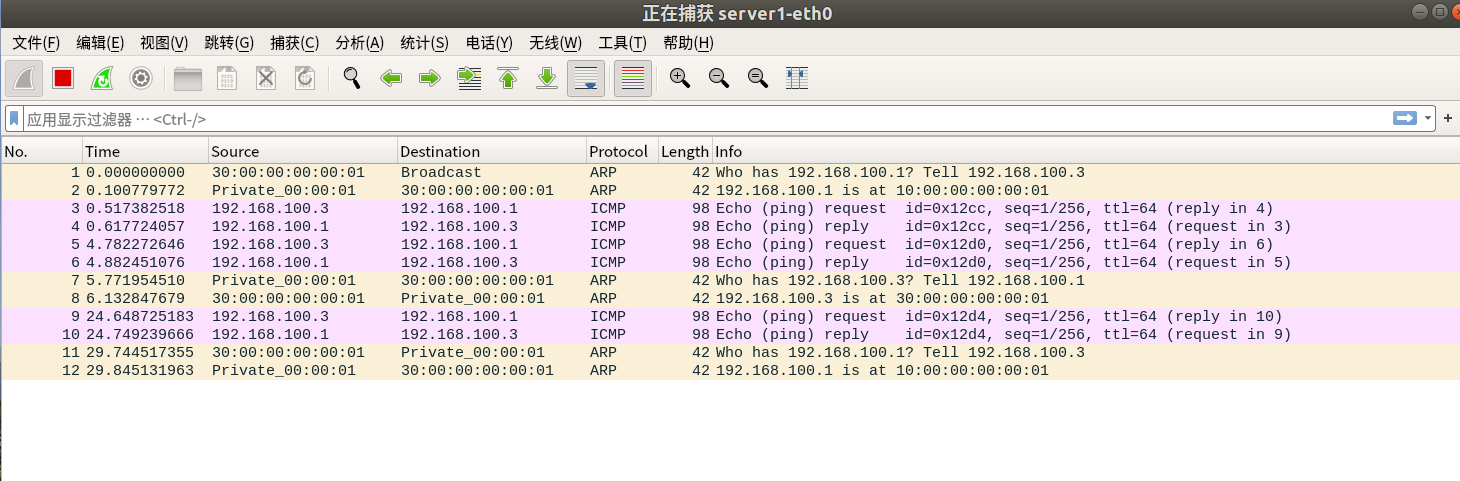 正在捕获 server1-eth0
文件(F) 编辑(E) 视图(V) 跳转(G) 捕获(C) 分析(A) 统计(S) 电话(Y) 无线(W) 工具(T) 帮助(H)
应用显示过滤器 … <Ctrl-/>
No. Time Source Destination Protocol Length Info
1 0.000000000 30:00:00:00:00:01 Broadcast ARP 42 Who has 192.168.100.1? Tell 192.168.100.3
2 0.100779772 Private_00:00:01 30:00:00:00:00:01 ARP 42 192.168.100.1 is at 10:00:00:00:00:01
3 0.517382518 192.168.100.3 192.168.100.1 ICMP 98 Echo (ping) request id=0x12cc, seq=1/256, ttl=64 (reply in 4)
4 0.617724057 192.168.100.1 192.168.100.3 ICMP 98 Echo (ping) reply id=0x12cc, seq=1/256, ttl=64 (request in 3)
5 4.782272646 192.168.100.3 192.168.100.1 ICMP 98 Echo (ping) request id=0x12d0, seq=1/256, ttl=64 (reply in 6)
6 4.882451076 192.168.100.1 192.168.100.3 ICMP 98 Echo (ping) reply id=0x12d0, seq=1/256, ttl=64 (request in 5)
7 5.771954510 Private_00:00:01 30:00:00:00:00:01 ARP 42 Who has 192.168.100.3? Tell 192.168.100.1
8 6.132847679 30:00:00:00:00:01 Private_00:00:01 ARP 42 192.168.100.3 is at 30:00:00:00:00:01
9 24.648725183 192.168.100.3 192.168.100.1 ICMP 98 Echo (ping) request id=0x12d4, seq=1/256, ttl=64 (reply in 10)
10 24.749239666 192.168.100.1 192.168.100.3 ICMP 98 Echo (ping) reply id=0x12d4, seq=1/256, ttl=64 (request in 9)
11 29.744517355 30:00:00:00:00:01 Private_00:00:01 ARP 42 Who has 192.168.100.1? Tell 192.168.100.3
12 29.845131963 Private_00:00:01 30:00:00:00:00:01 ARP 42 192.168.100.1 is at 10:00:00:00:00:01